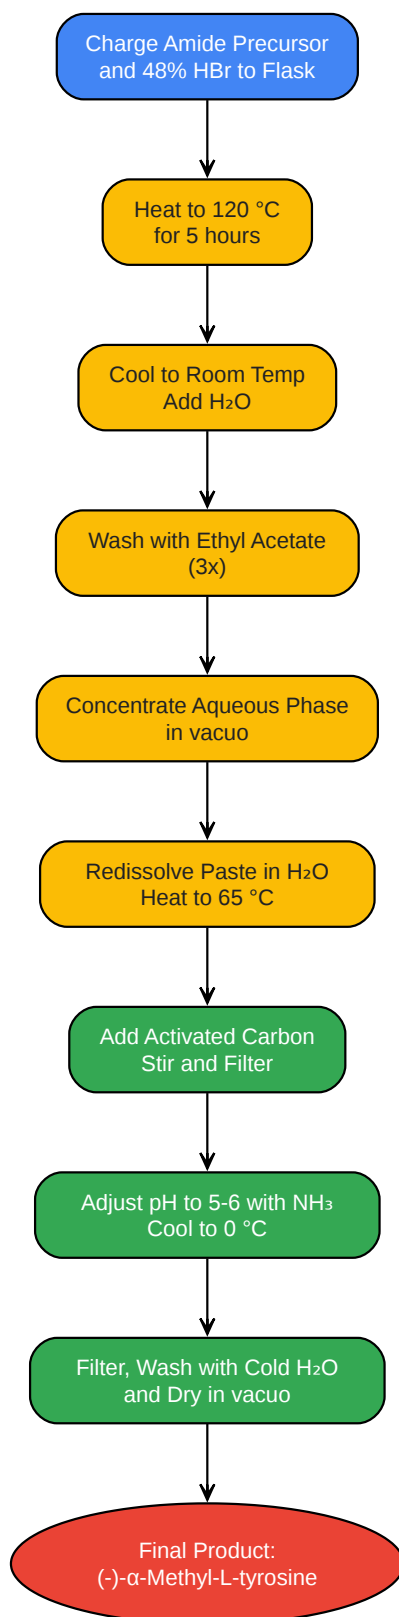 Charge Amide Precursor
and 48% HBr to Flask
Heat to 120 °C
for 5 hours
Cool to Room Temp
Add H₂O
Wash with Ethyl Acetate
(3x)
Concentrate Aqueous Phase
in vacuo
Redissolve Paste in H₂O
Heat to 65 °C
Add Activated Carbon
Stir and Filter
Adjust pH to 5-6 with NH₃
Cool to 0 °C
Filter, Wash with Cold H₂O
and Dry in vacuo
Final Product:
(-)-α-Methyl-L-tyrosine